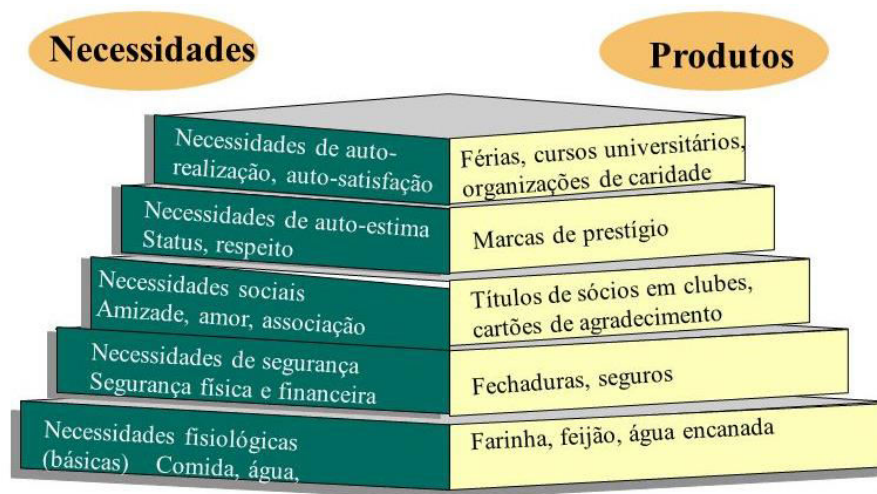 Necessidades
Produtos
Necessidades de auto-
realização, auto-satisfação
Férias, cursos universitários,
organizações de caridade
Necessidades de auto-estima
Status, respeito
Marcas de prestígio
Necessidades sociais
Amizade, amor, associação
Títulos de sócios em clubes,
cartões de agradecimento
Necessidades de segurança
Segurança física e financeira
Fechaduras, seguros
Necessidades fisiológicas
(básicas) Comida, água,
Farinha, feijão, água encanada